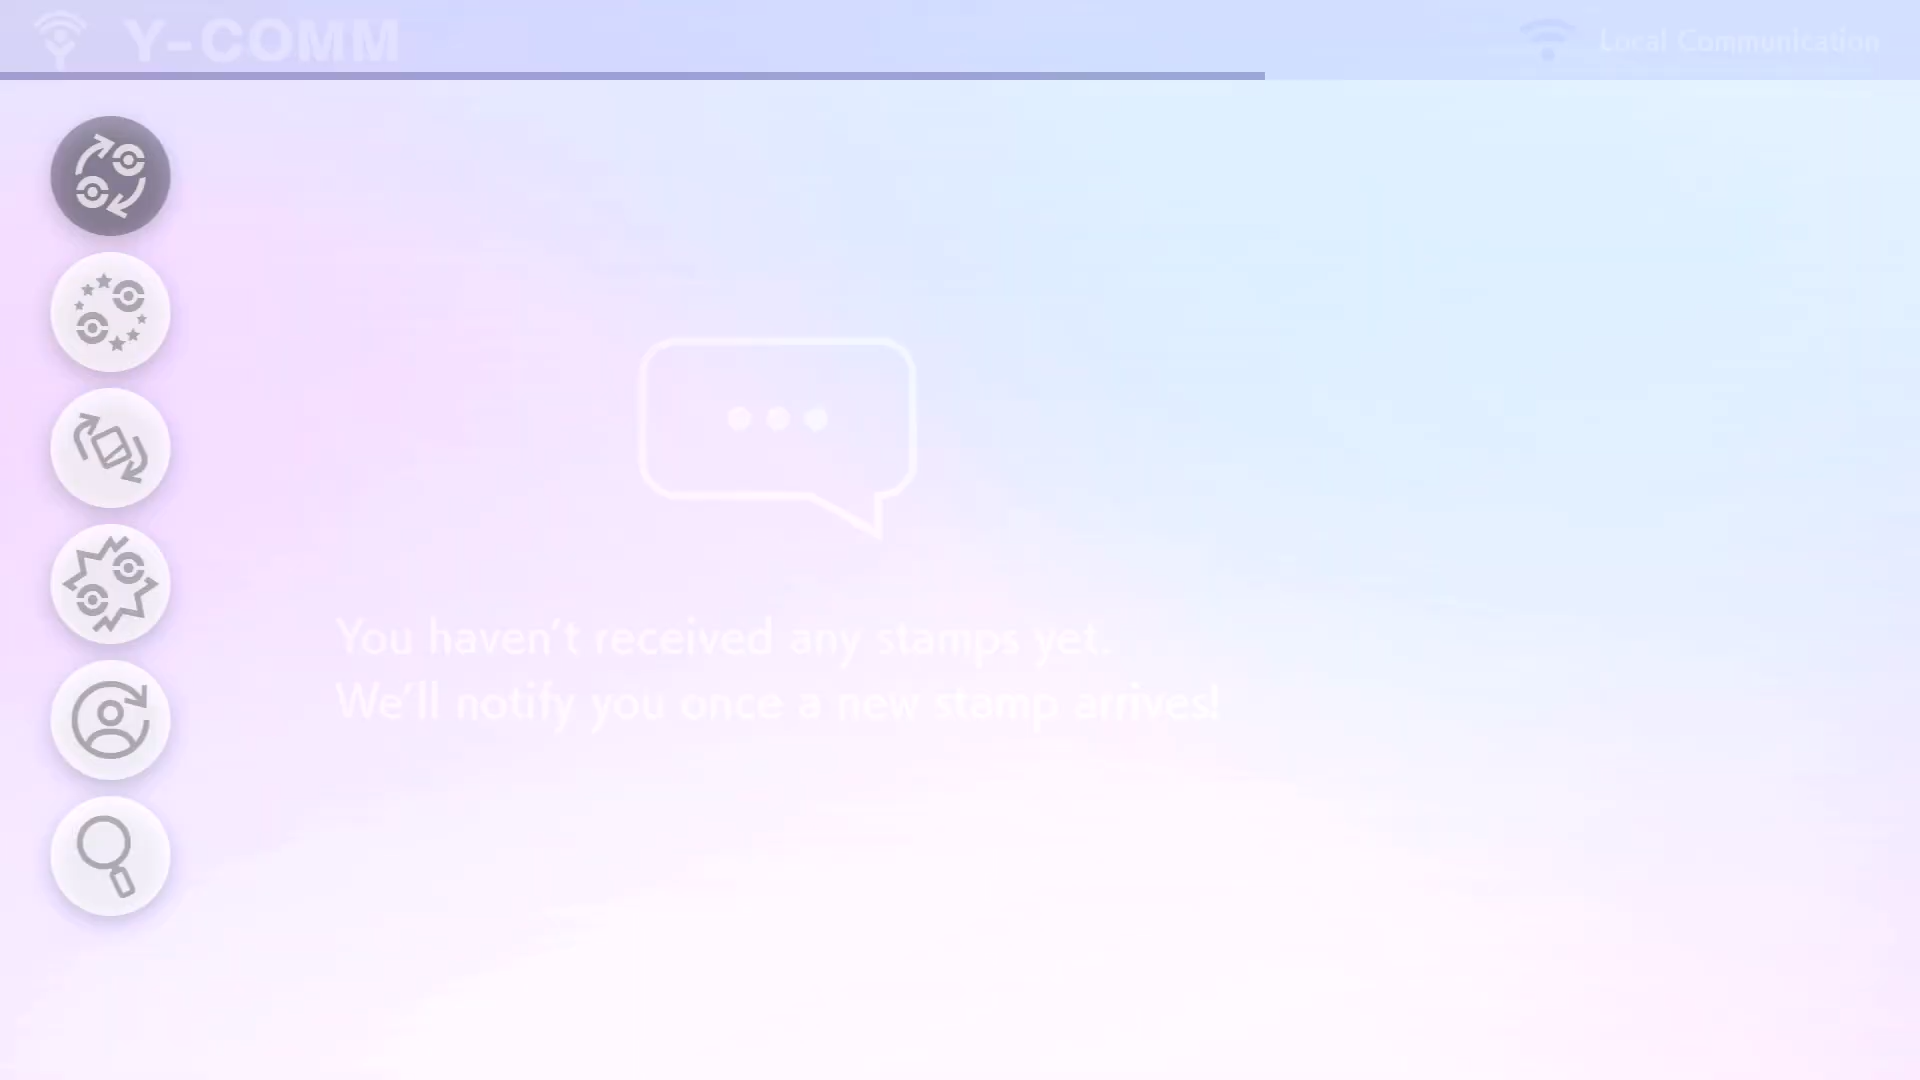 Y-COMM
Local Communication
You haven't received any stamps yet.
We'll notify you once a new stamp arrives!